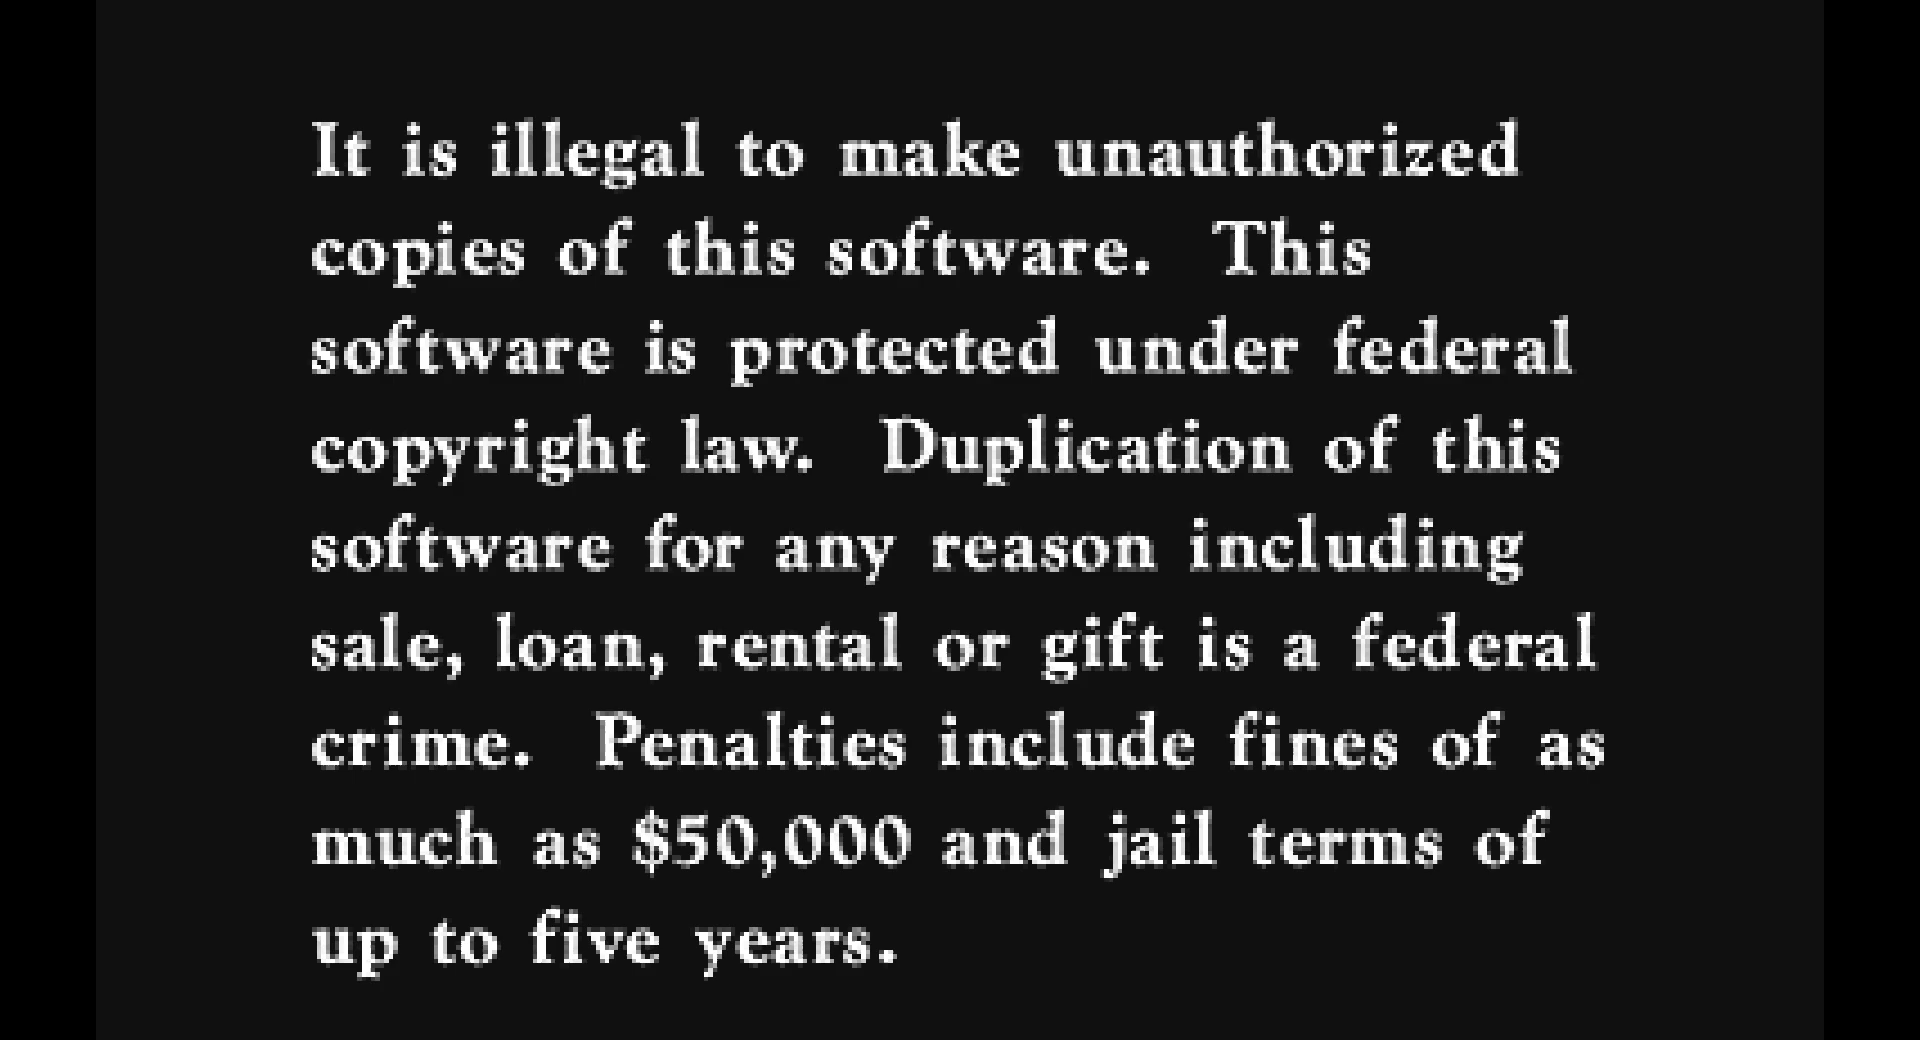 It is illegal to make unauthorized
copies of this software.  This
software is protected under federal
copyright law.  Duplication of this
software for any reason including
sale, loan, rental or gift is a federal
crime.  Penalties include fines of as
much as $50,000 and jail terms of
up to five years.